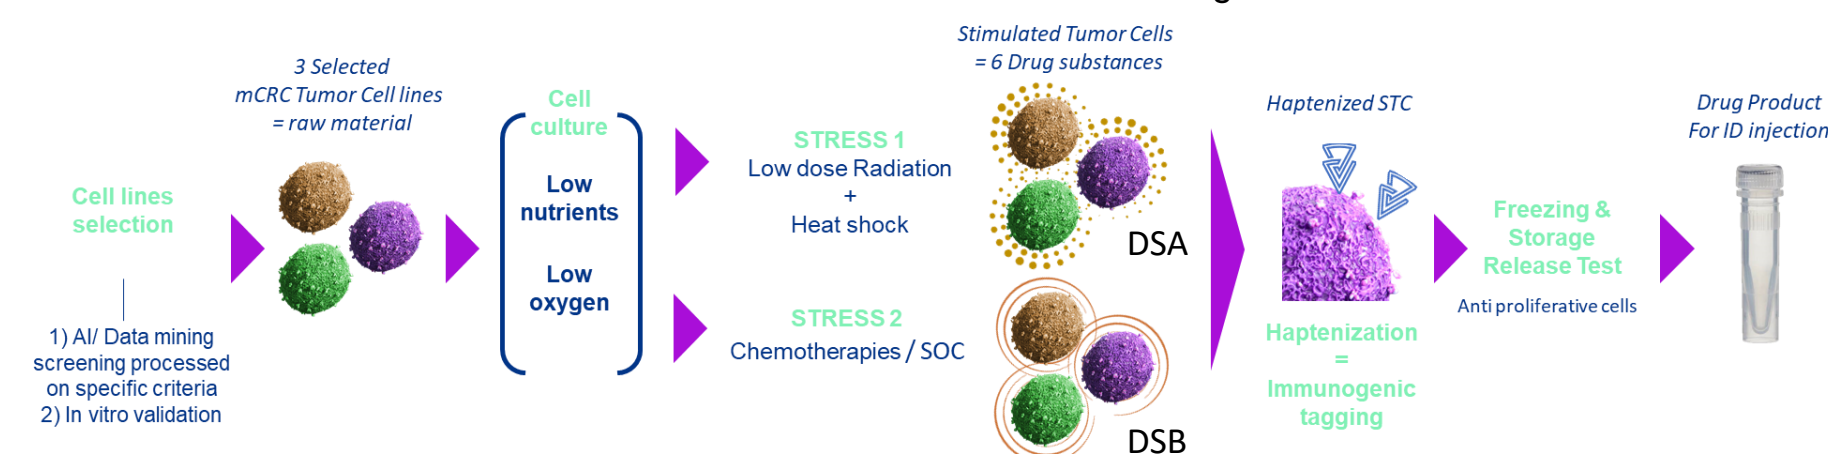 Cell lines
selection
1) AI/ Data mining
screening processed
on specific criteria
2) In vitro validation
3 Selected
mCRC Tumor Cell lines
= raw material
Cell
culture
Low
nutrients
Low
oxygen
STRESS 1
Low dose Radiation
+
Heat shock
STRESS 2
Chemotherapies / SOC
Stimulated Tumor Cells
= 6 Drug substances
DSA
DSB
Haptenized STC
Haptenization
=
Immunogenic
tagging
Freezing &
Storage
Release Test
Anti proliferative cells
Drug Product
For ID injection